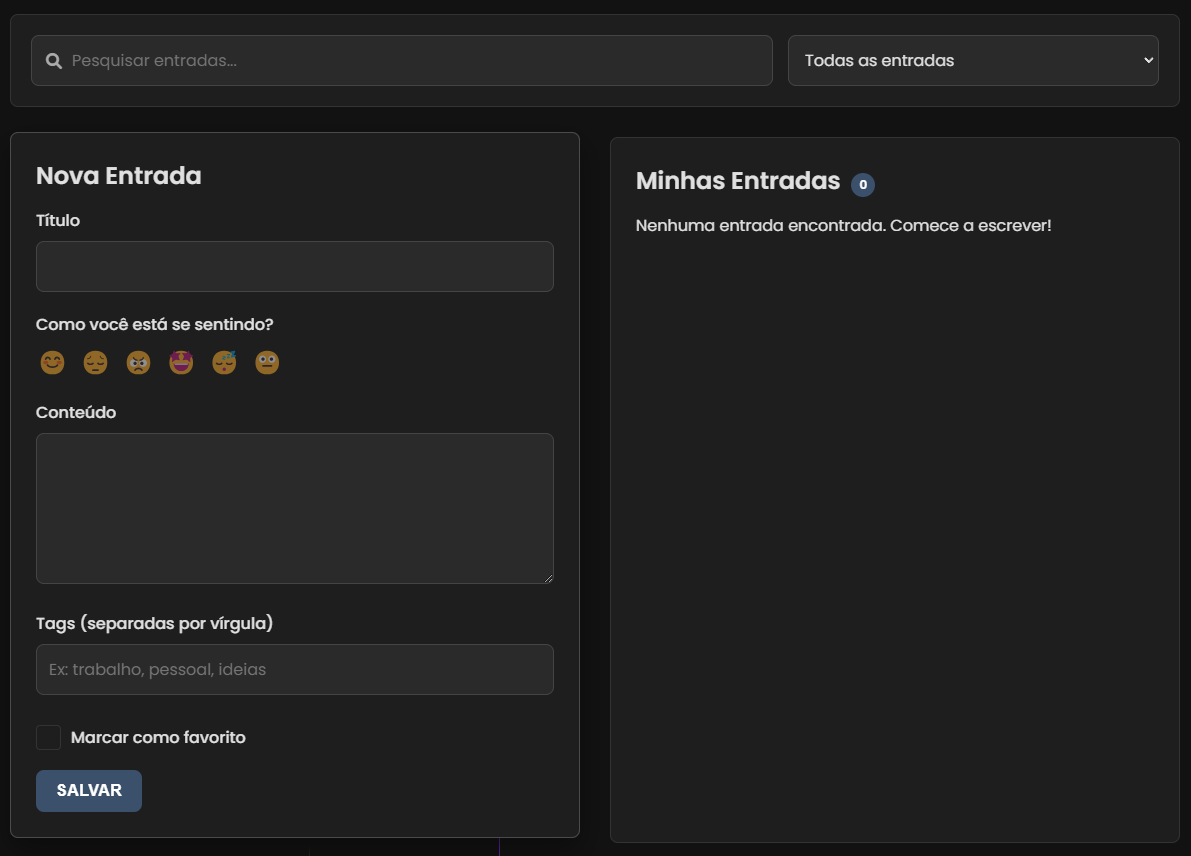 Pesquisar entradas...
Todas as entradas
Nova Entrada
Título
Como você está se sentindo?
Conteúdo
Tags (separadas por vírgula)
Ex: trabalho, pessoal, ideias
Marcar como favorito
SALVAR
Minhas Entradas 0
Nenhuma entrada encontrada. Comece a escrever!